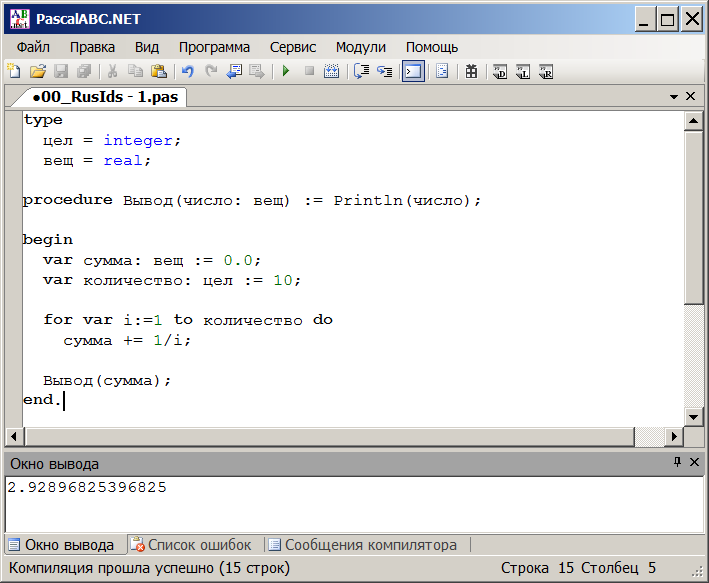 PascalABC.NET
Файл Правка Вид Программа Сервис Модули Помощь
•00_RusIds - 1.pas
type
  цел = integer;
  вещ = real;
procedure Вывод(число: вещ) := Println(число);
begin
  var сумма: вещ := 0.0;
  var количество: цел := 10;
  for var i:=1 to количество do
    сумма += 1/i;
  Вывод(сумма);
end.
Окно вывода
2.92896825396825
Окно вывода Список ошибок Сообщения компилятора
Компиляция прошла успешно (15 строк) Строка 15 Столбец 5